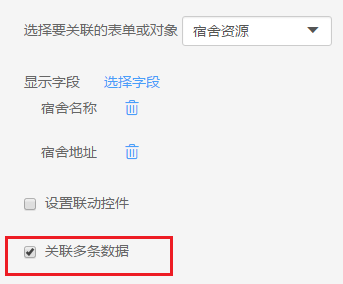 选择要关联的表单或对象 宿舍资源
显示字段 选择字段
宿舍名称
宿舍地址
设置联动控件
关联多条数据